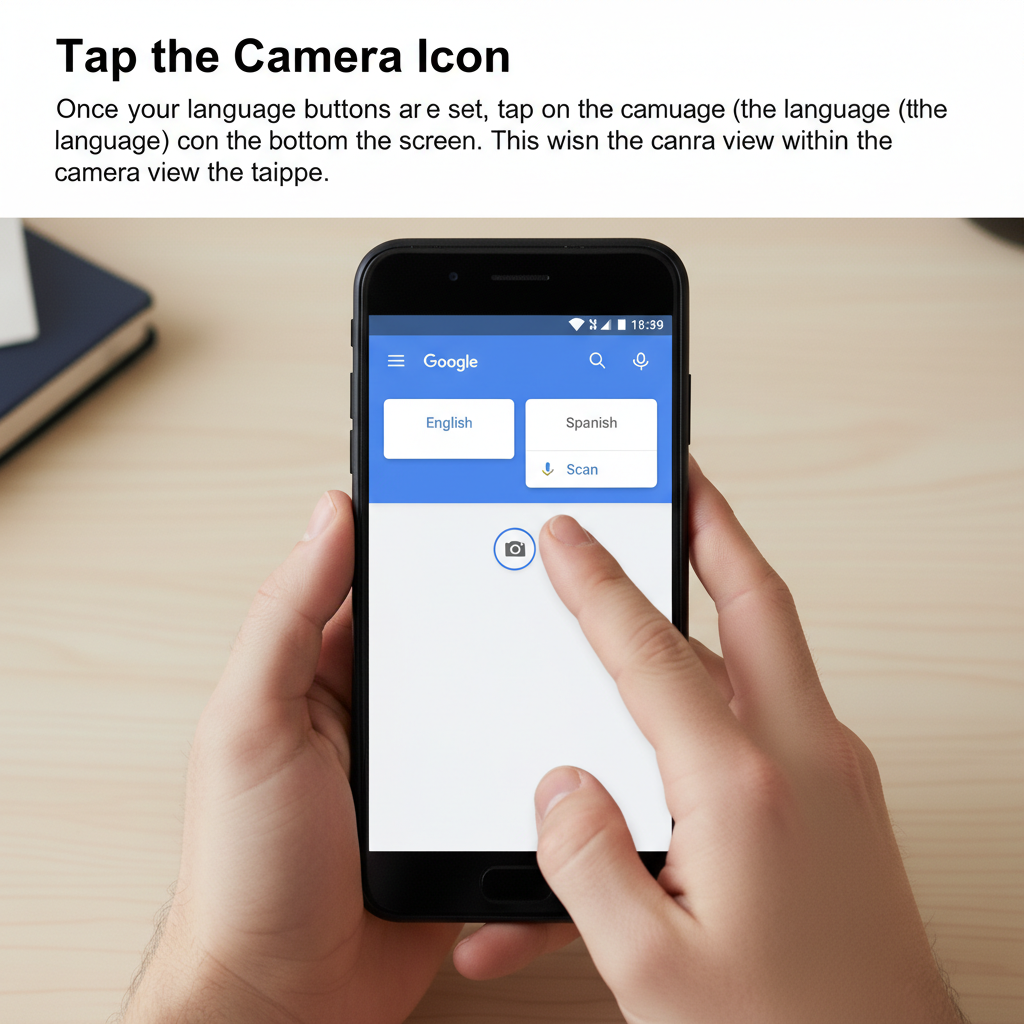 Tap the Camera Icon
Once your language buttons are set, tap on the camuage (the language (tthe
language) con the bottom the screen. This wisn the canra view within the
camera view the taippe.
18:39
Google
English
Spanish
Scan